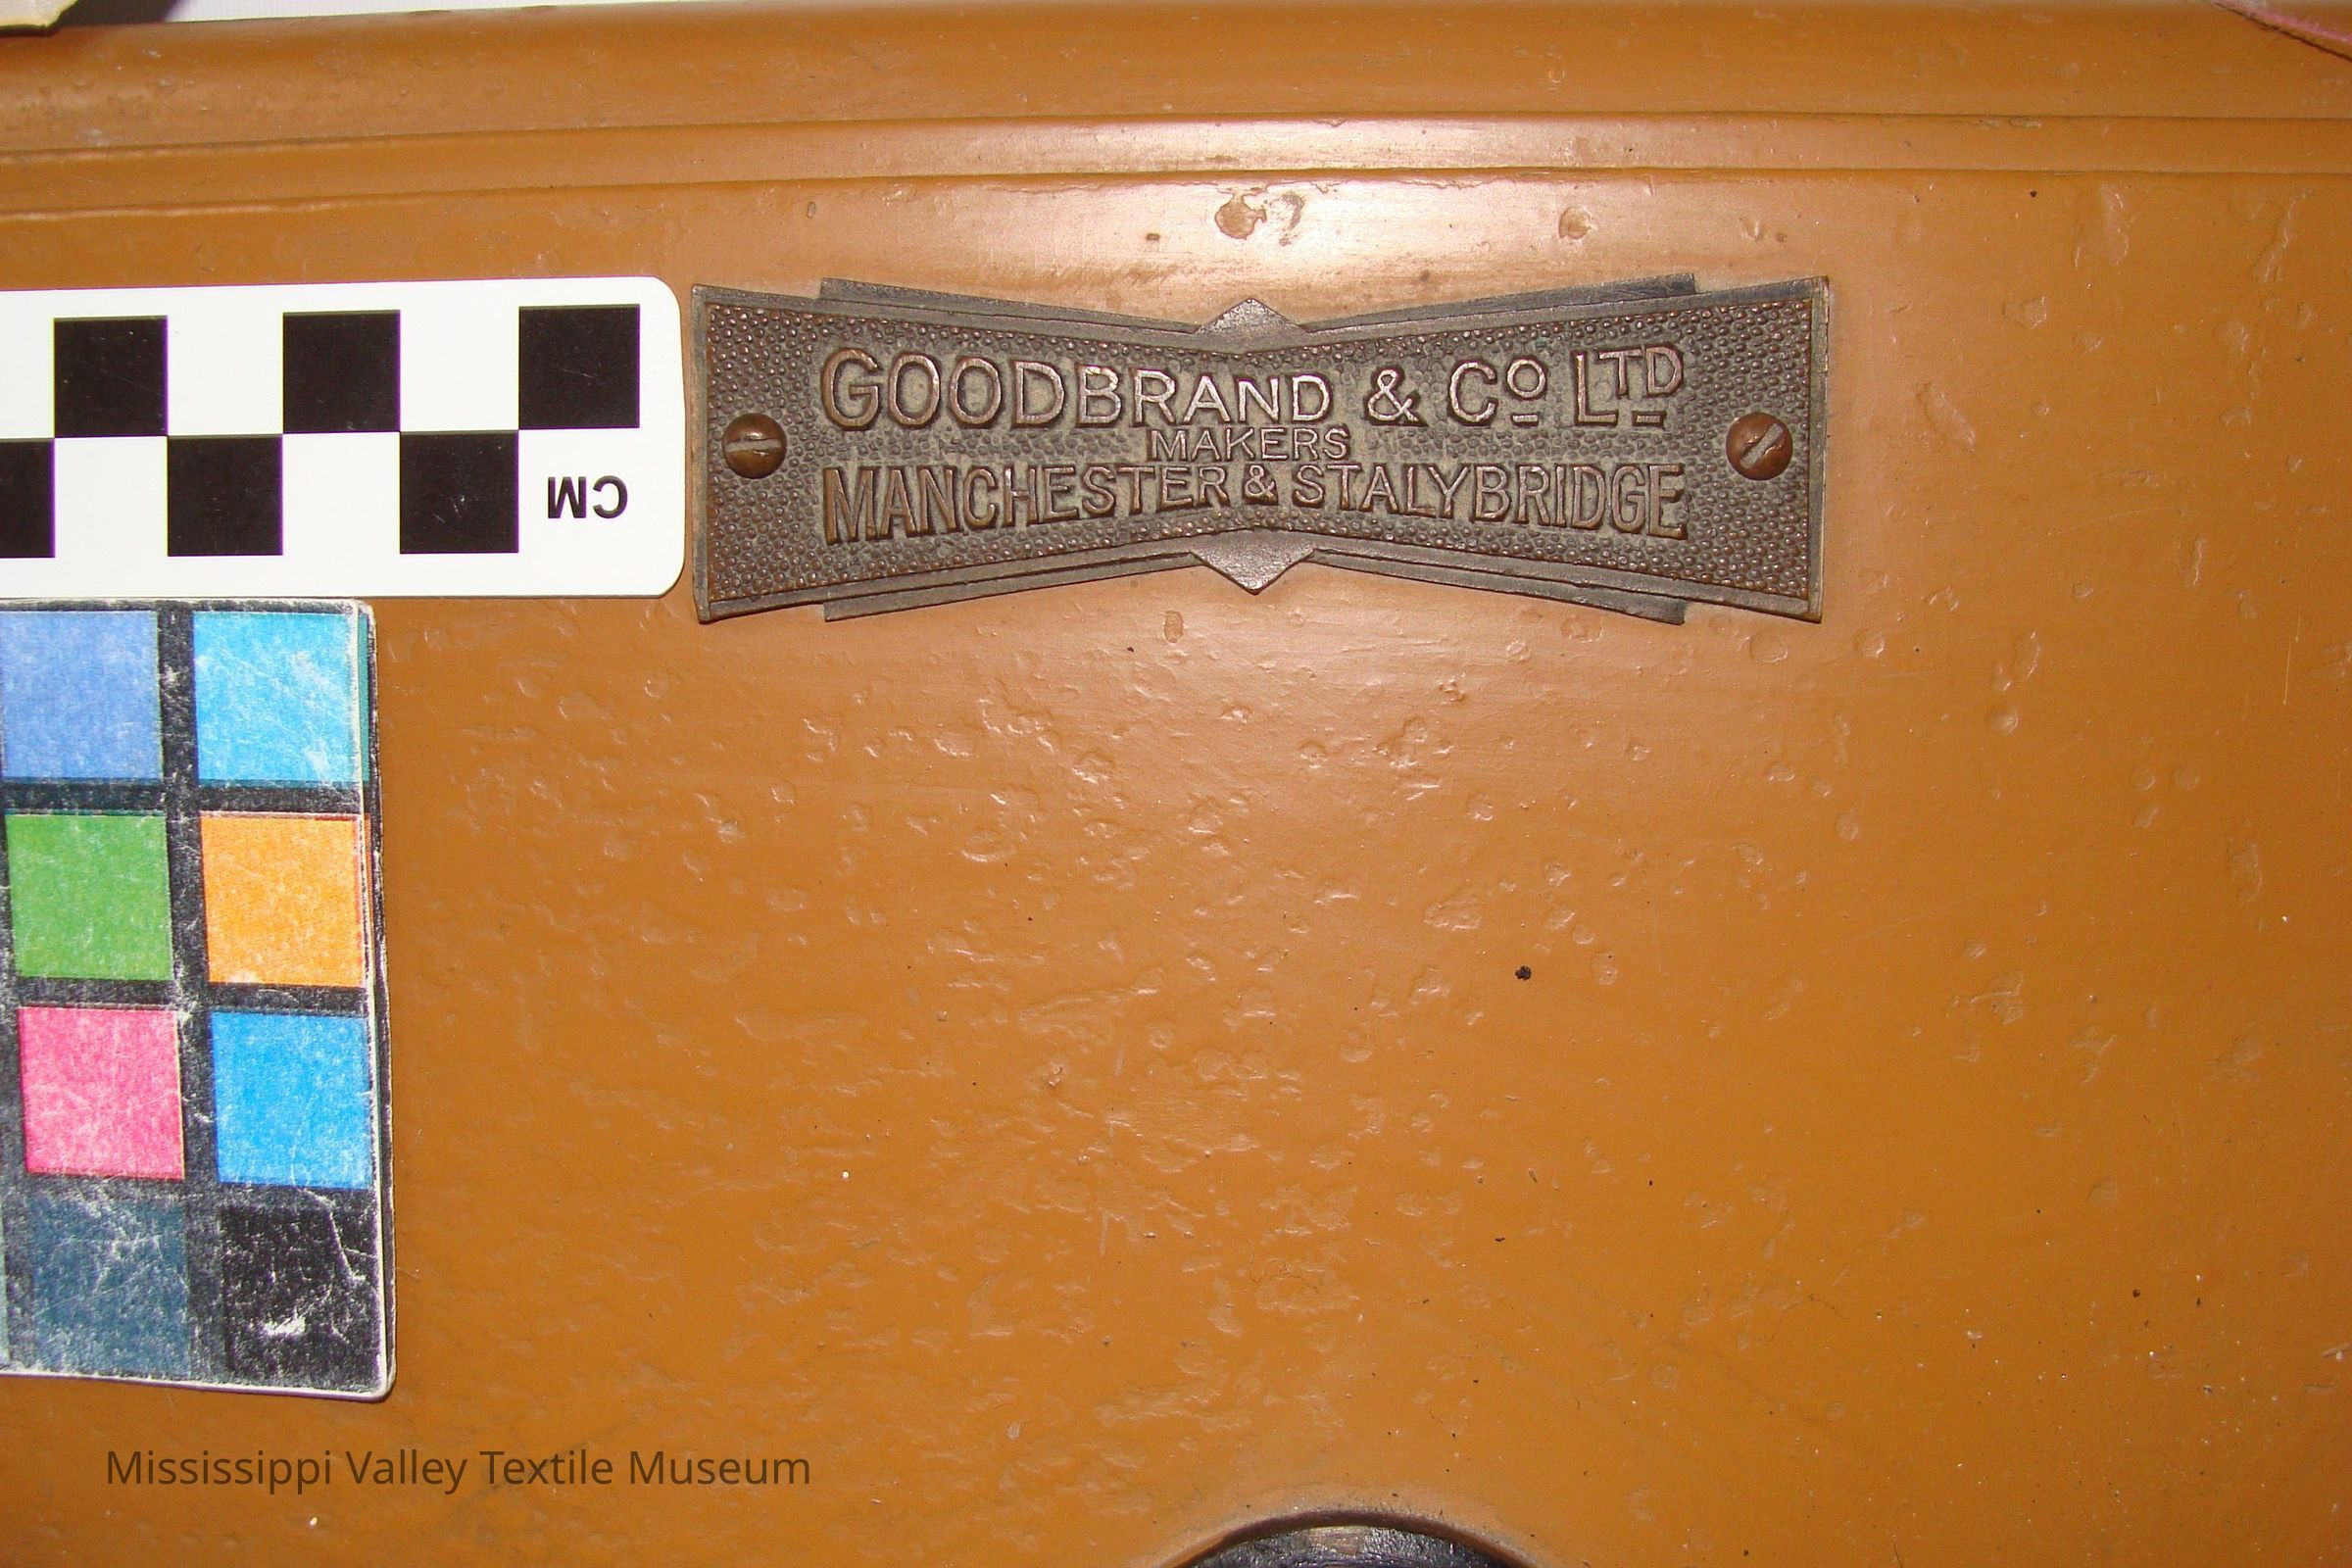 GOODBRAND & Co LTD
MAKERS
MANCHESTER & STALYBRIDGE
CM
Mississippi Valley Textile Museum